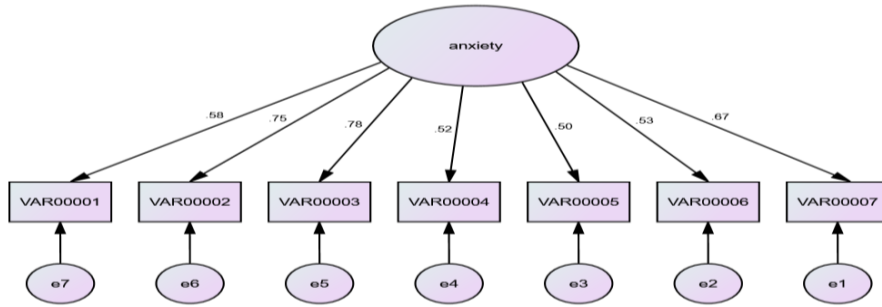 anxiety
.58
.75
.78
.52
.50
.53
.67
VAR00001
VAR00002
VAR00003
VAR00004
VAR00005
VAR00006
VAR00007
e7
e6
e5
e4
e3
e2
e1